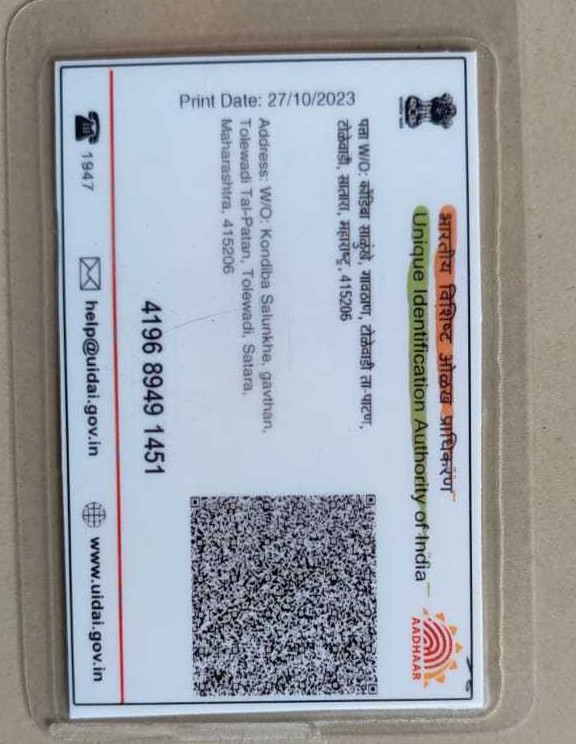 भारतीय विशिष्ट ओळख प्राधिकरण
Unique Identification Authority of India
AADHAAR
Print Date: 27/10/2023
पत्ता W/O: कोंडिबा साळुंखे, गावठाण, टोळेवाडी ता-पाटण,
टोळेवाडी, सातारा, महाराष्ट्र, 415206
Address: W/O: Kondiba Salunkhe, gavthan,
Tolewadi Tal-Patan, Tolewadi, Satara,
Maharashtra, 415206
4196 8949 1451
1947
help@uidai.gov.in
www.uidai.gov.in